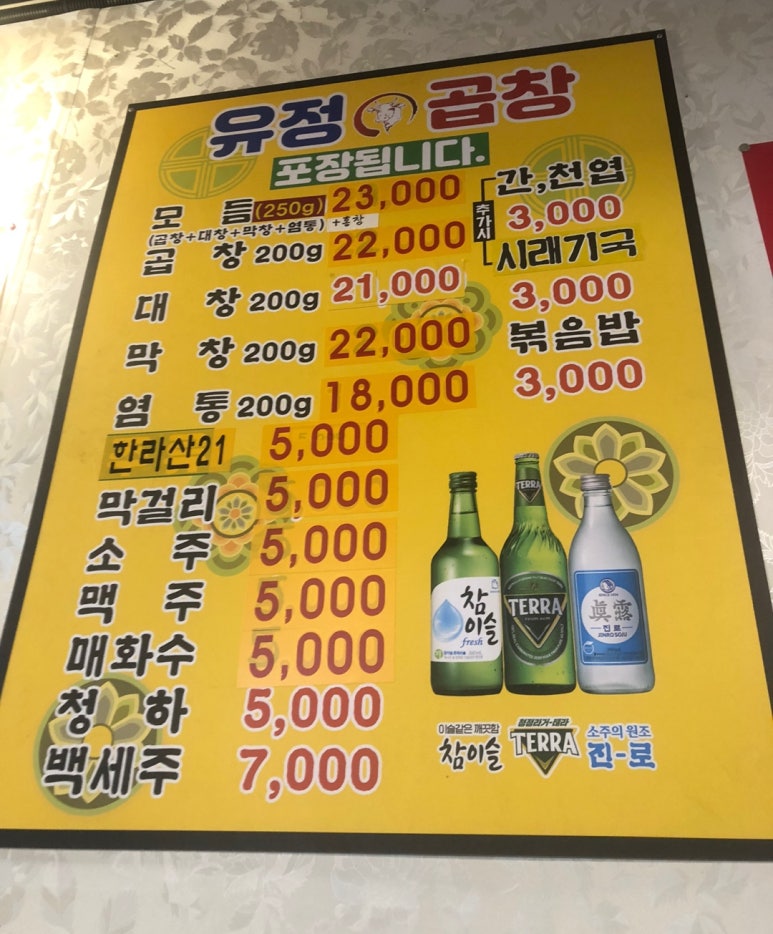 유정 곱창
포장됩니다.
모 듬 (250g) 23,000
(곱창+대창+막창+염통) +홍창
곱 창 200g 22,000
대 창 200g 21,000
막 창 200g 22,000
염 통 200g 18,000
한라산21 5,000
막걸리 5,000
소 주 5,000
맥 주 5,000
매화수 5,000
청 하 5,000
백세주 7,000
추가시
간,천엽
3,000
시래기국
3,000
볶음밥
3,000
참이슬
fresh
TERRA
TERRA
眞露
진로
JINRO SOJU
이슬같은 깨끗함
참이슬
청정라거-테라
TERRA
소주의 원조
진-로